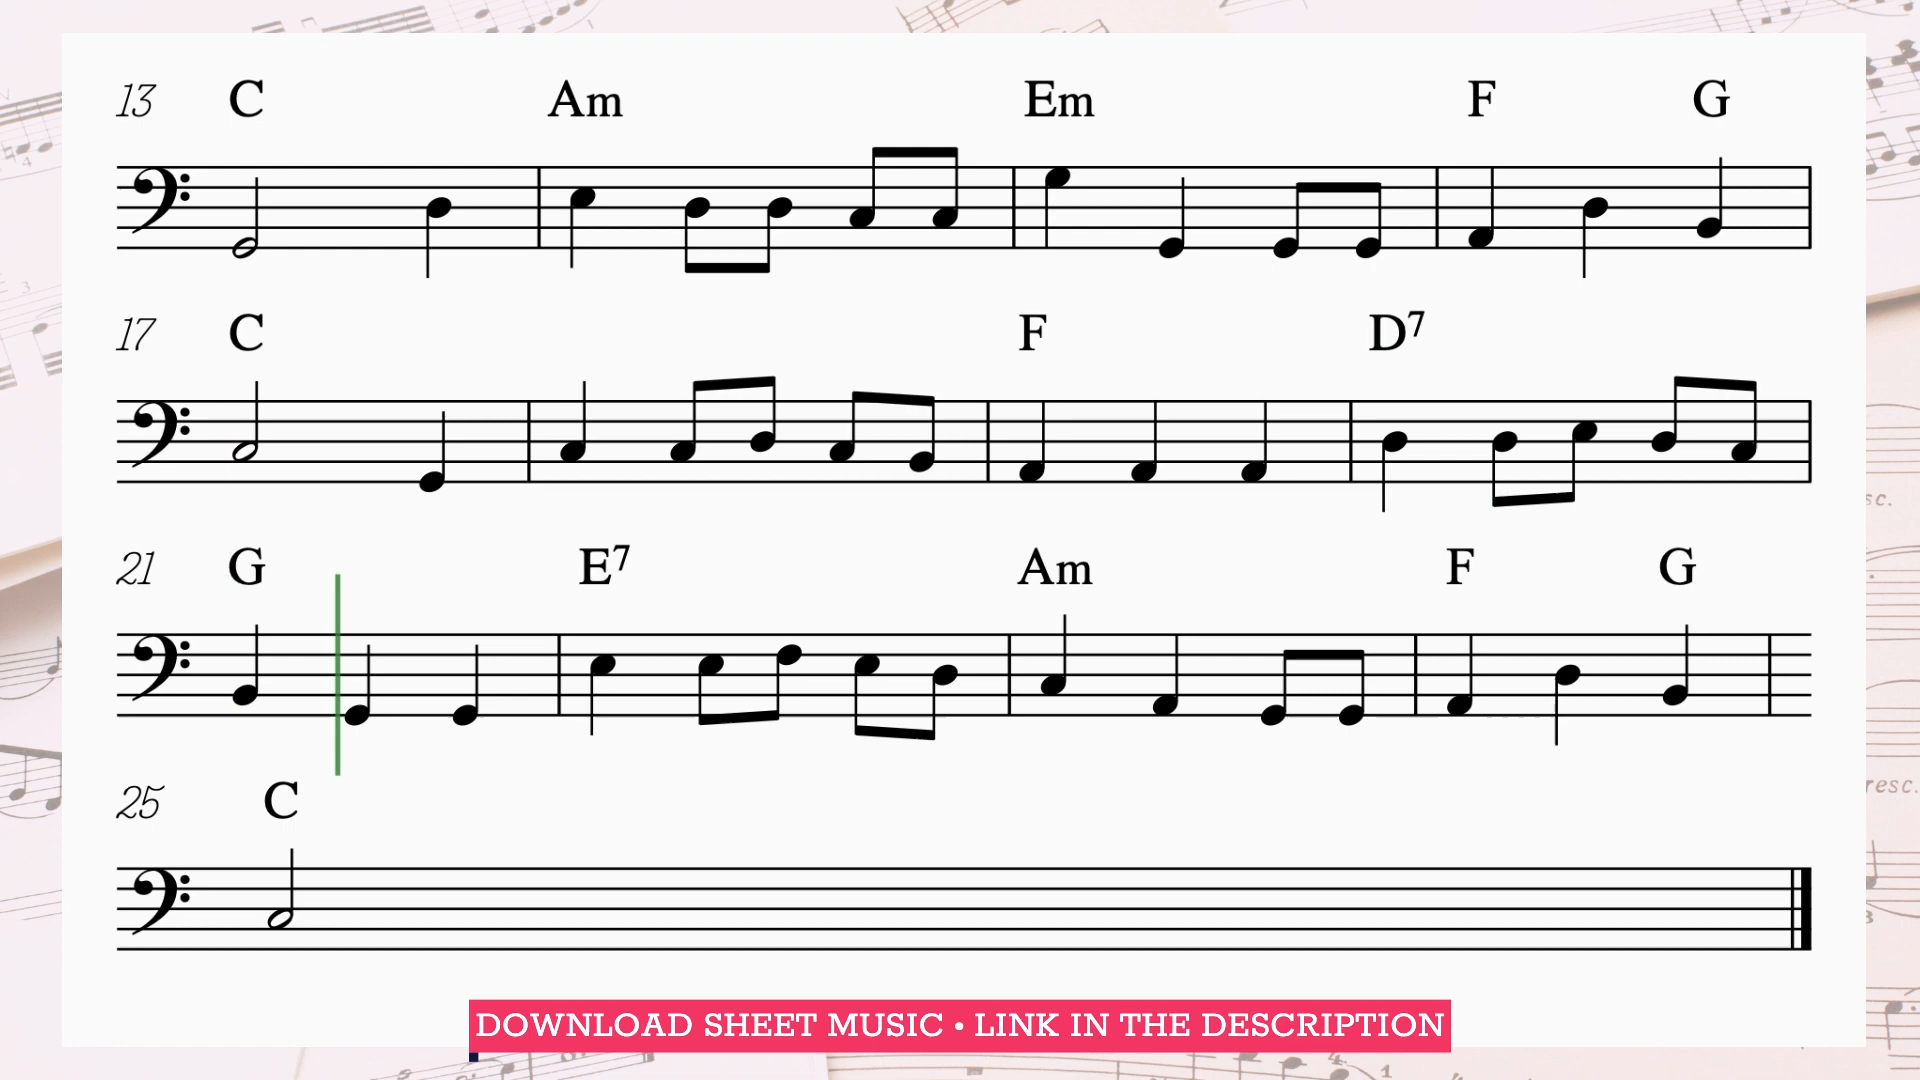 13 C Am Em F G
17 C F D7
21 G E7 Am F G
25 C
DOWNLOAD SHEET MUSIC • LINK IN THE DESCRIPTION